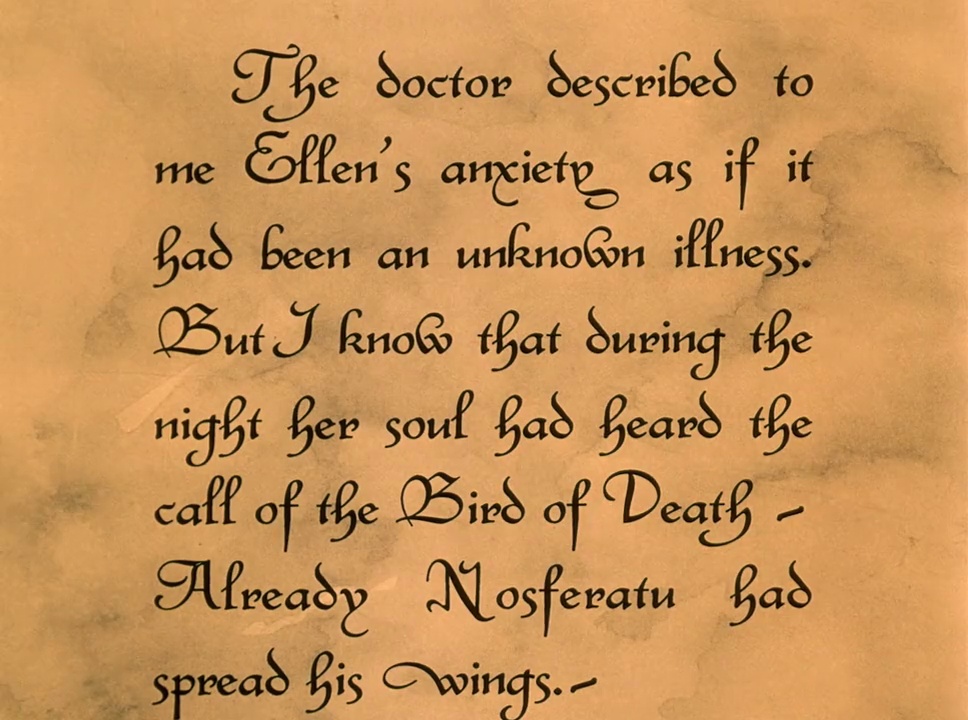 The doctor described to
me Ellen's anxiety as if it
had been an unknown illness.
But I know that during the
night her soul had heard the
call of the Bird of Death -
Already Nosferatu had
spread his wings.-